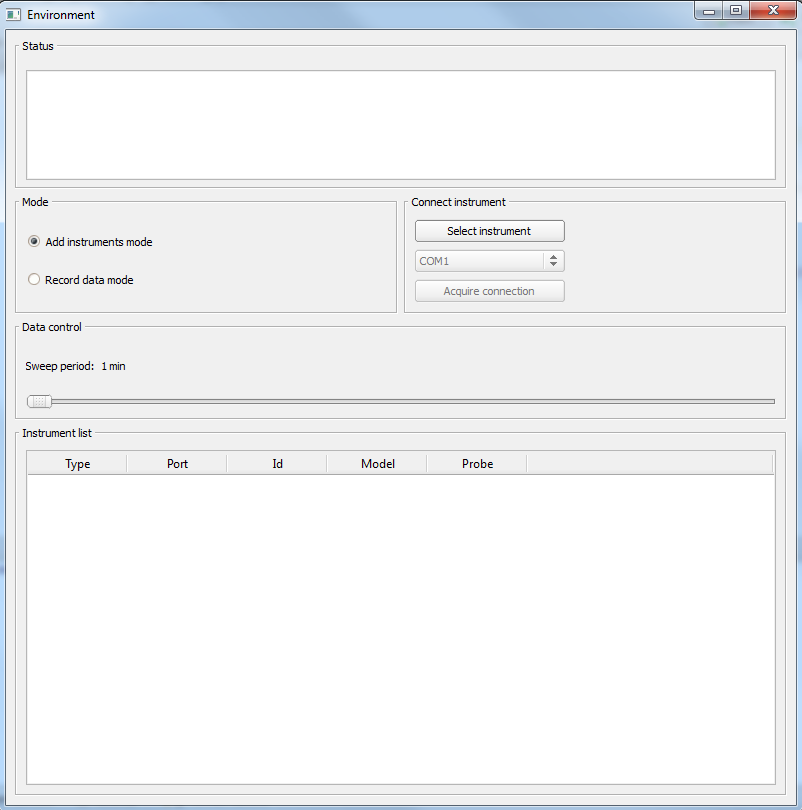 Environment
Status
Mode
Add instruments mode
Record data mode
Connect instrument
Select instrument
COM1
Acquire connection
Data control
Sweep period: 1 min
Instrument list
Type Port Id Model Probe